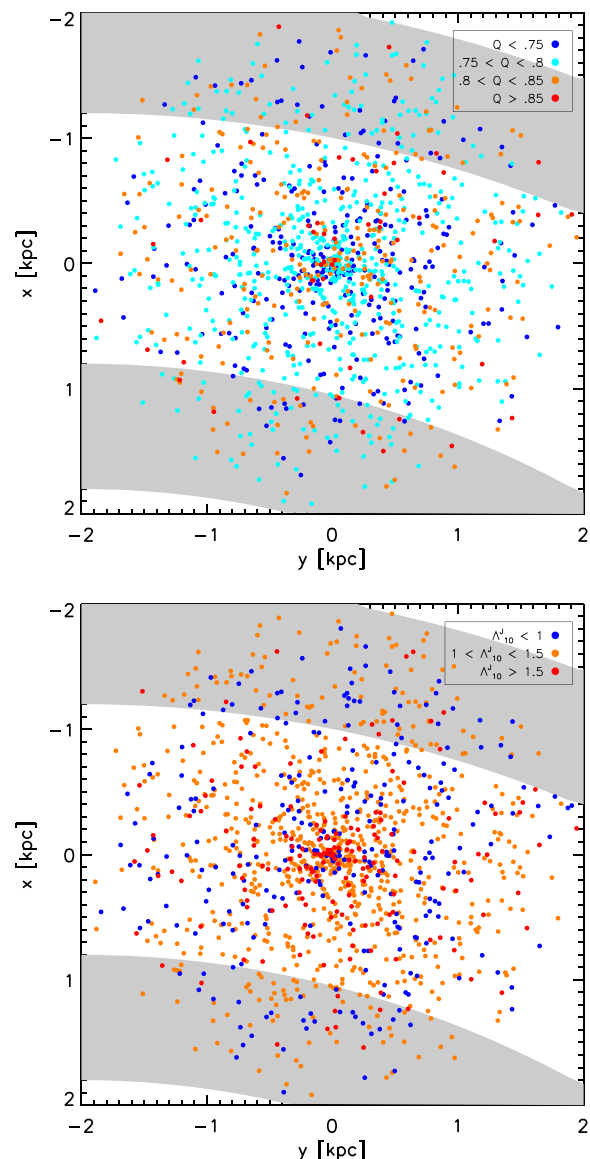 −2
−1
0
1
2
x [kpc]
Q < .75
.75 < Q < .8
.8 < Q < .85
Q > .85
−2 −1 0 1 2
y [kpc]
−2
−1
0
1
2
x [kpc]
Λ^J_10 < 1
1 < Λ^J_10 < 1.5
Λ^J_10 > 1.5
−2 −1 0 1 2
y [kpc]